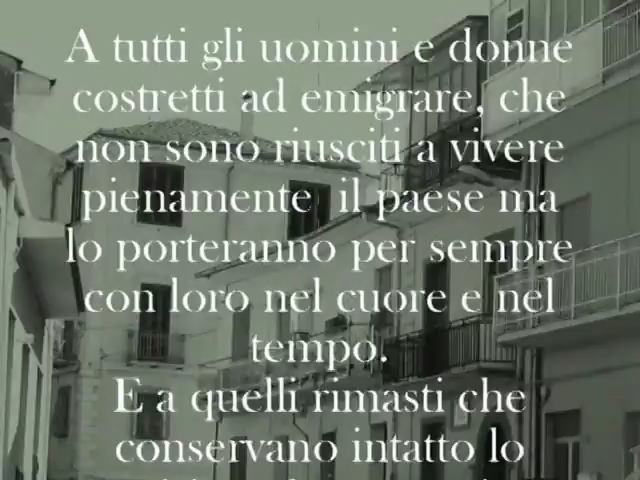 A tutti gli uomini e donne
costretti ad emigrare, che
non sono riusciti a vivere
pienamente il paese ma
lo porteranno per sempre
con loro nel cuore e nel
tempo.
E a quelli rimasti che
conservano intatto lo